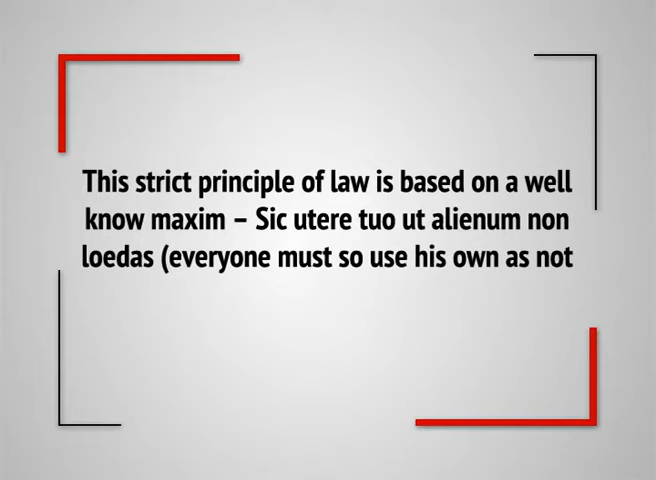 This strict principle of law is based on a well
know maxim – Sic utere tuo ut alienum non
loedas (everyone must so use his own as not